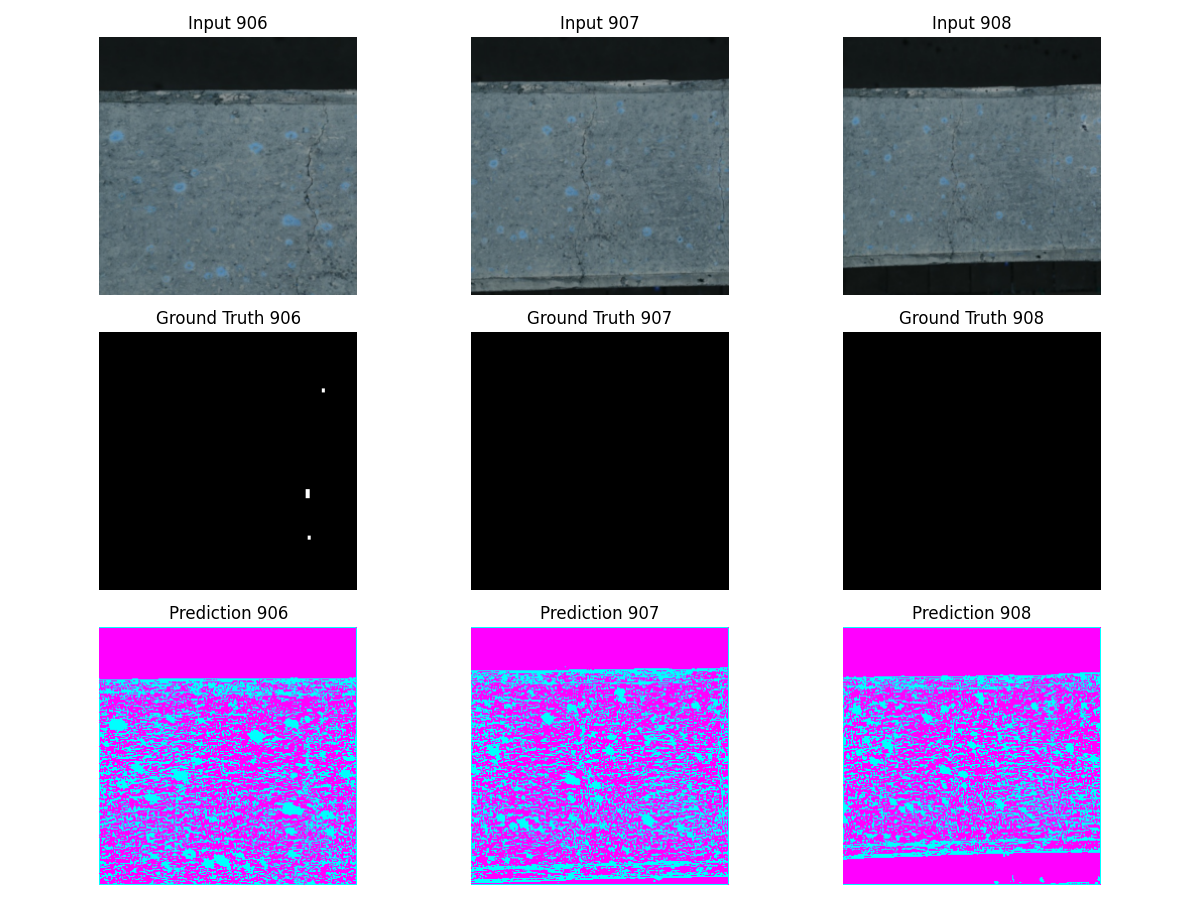 Input 906
Input 907
Input 908
Ground Truth 906
Ground Truth 907
Ground Truth 908
Prediction 906
Prediction 907
Prediction 908